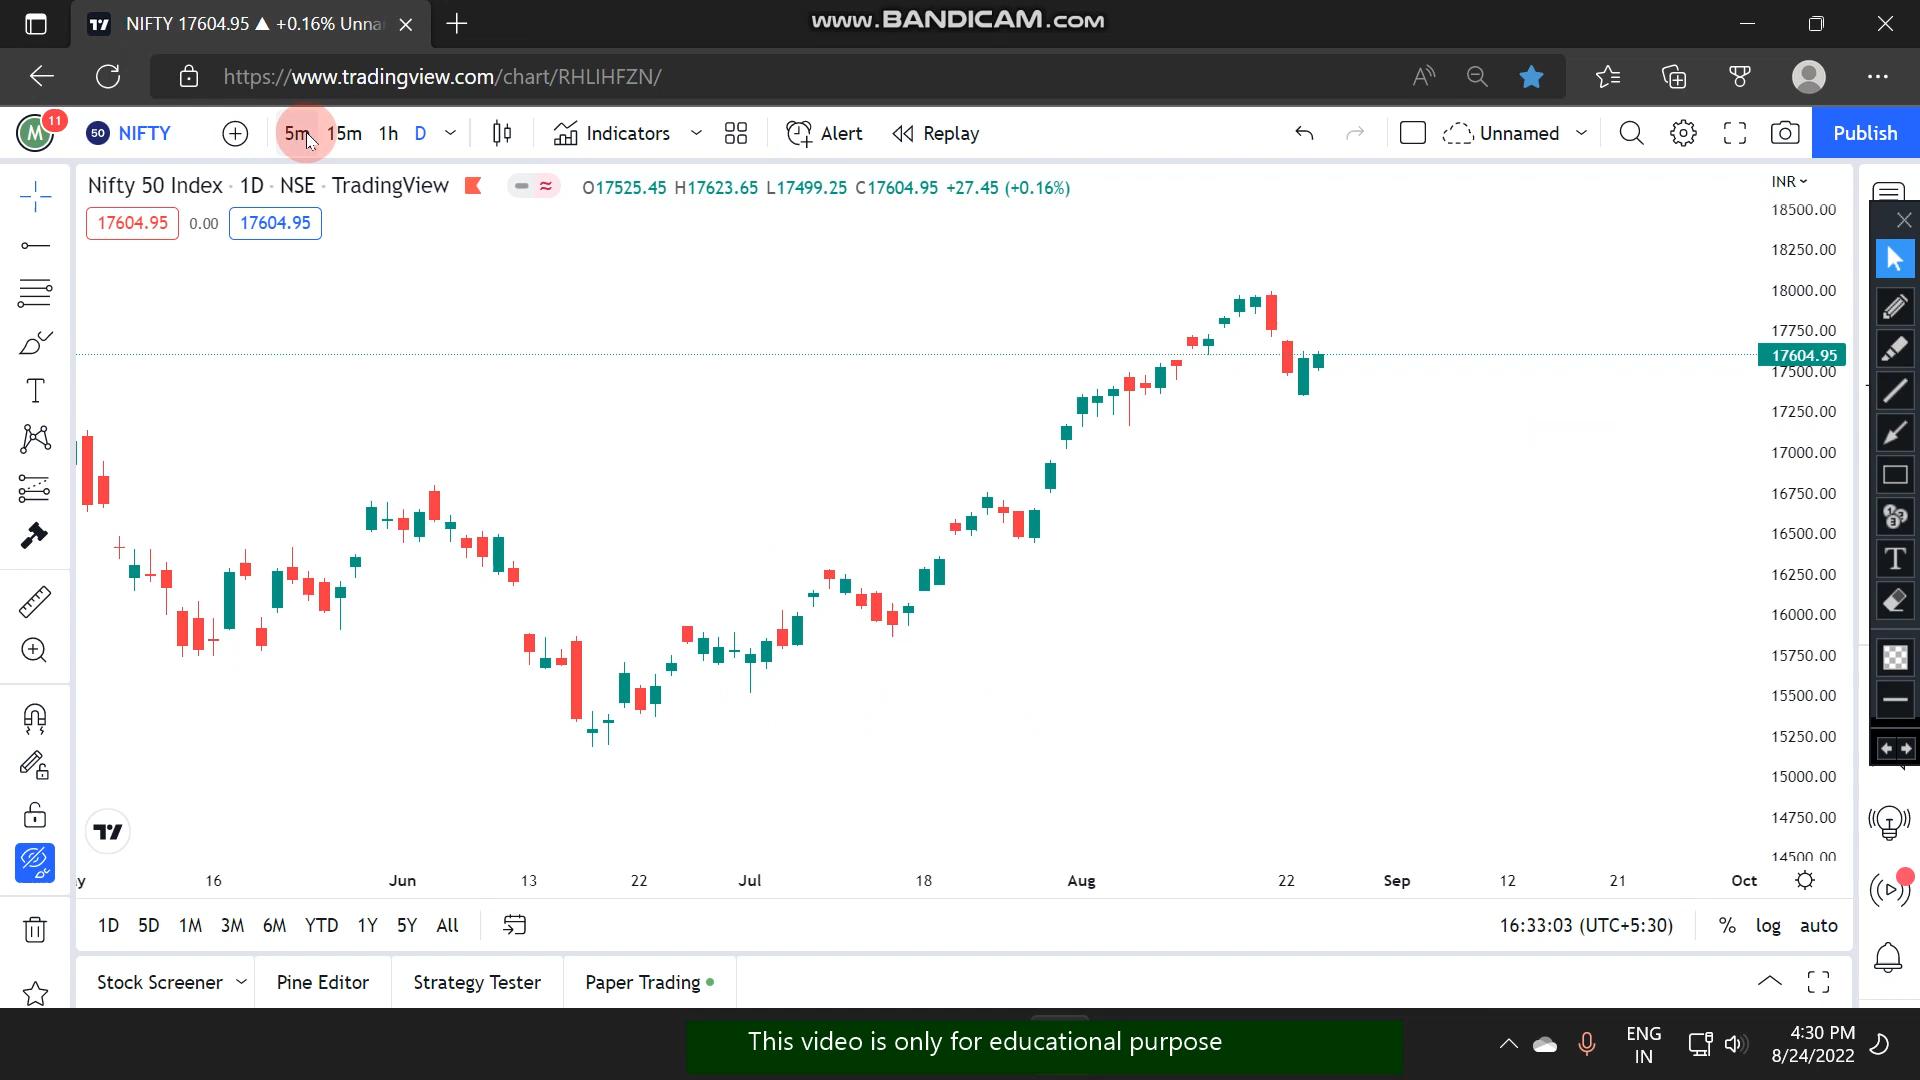 NIFTY 17604.95 ▲ +0.16% Unna
www.BANDICAM.com
https://www.tradingview.com/chart/RHLIHFZN/
M 11 50 NIFTY 5m 15m 1h D Indicators Alert Replay Unnamed Publish
Nifty 50 Index · 1D · NSE · TradingView O17525.45 H17623.65 L17499.25 C17604.95 +27.45 (+0.16%)
INR
17604.95 0.00 17604.95
18500.00
18250.00
18000.00
17750.00
17604.95
17500.00
17250.00
17000.00
16750.00
16500.00
16250.00
16000.00
15750.00
15500.00
15250.00
15000.00
14750.00
14500.00
16 Jun 13 22 Jul 18 Aug 22 Sep 12 21 Oct
1D 5D 1M 3M 6M YTD 1Y 5Y All 16:33:03 (UTC+5:30) % log auto
Stock Screener Pine Editor Strategy Tester Paper Trading
This video is only for educational purpose
ENG
IN
4:30 PM
8/24/2022